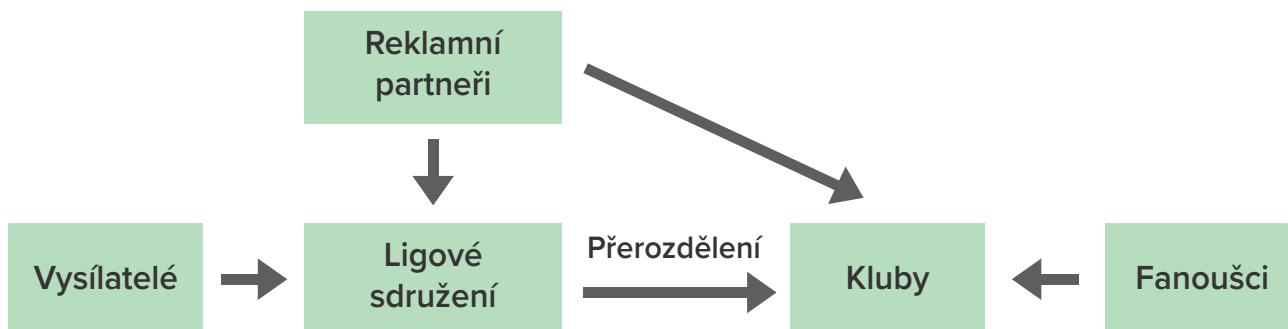 Reklamní
partneři
Vysílatelé
Ligové
sdružení
Přerozdělení
Kluby
Fanoušci